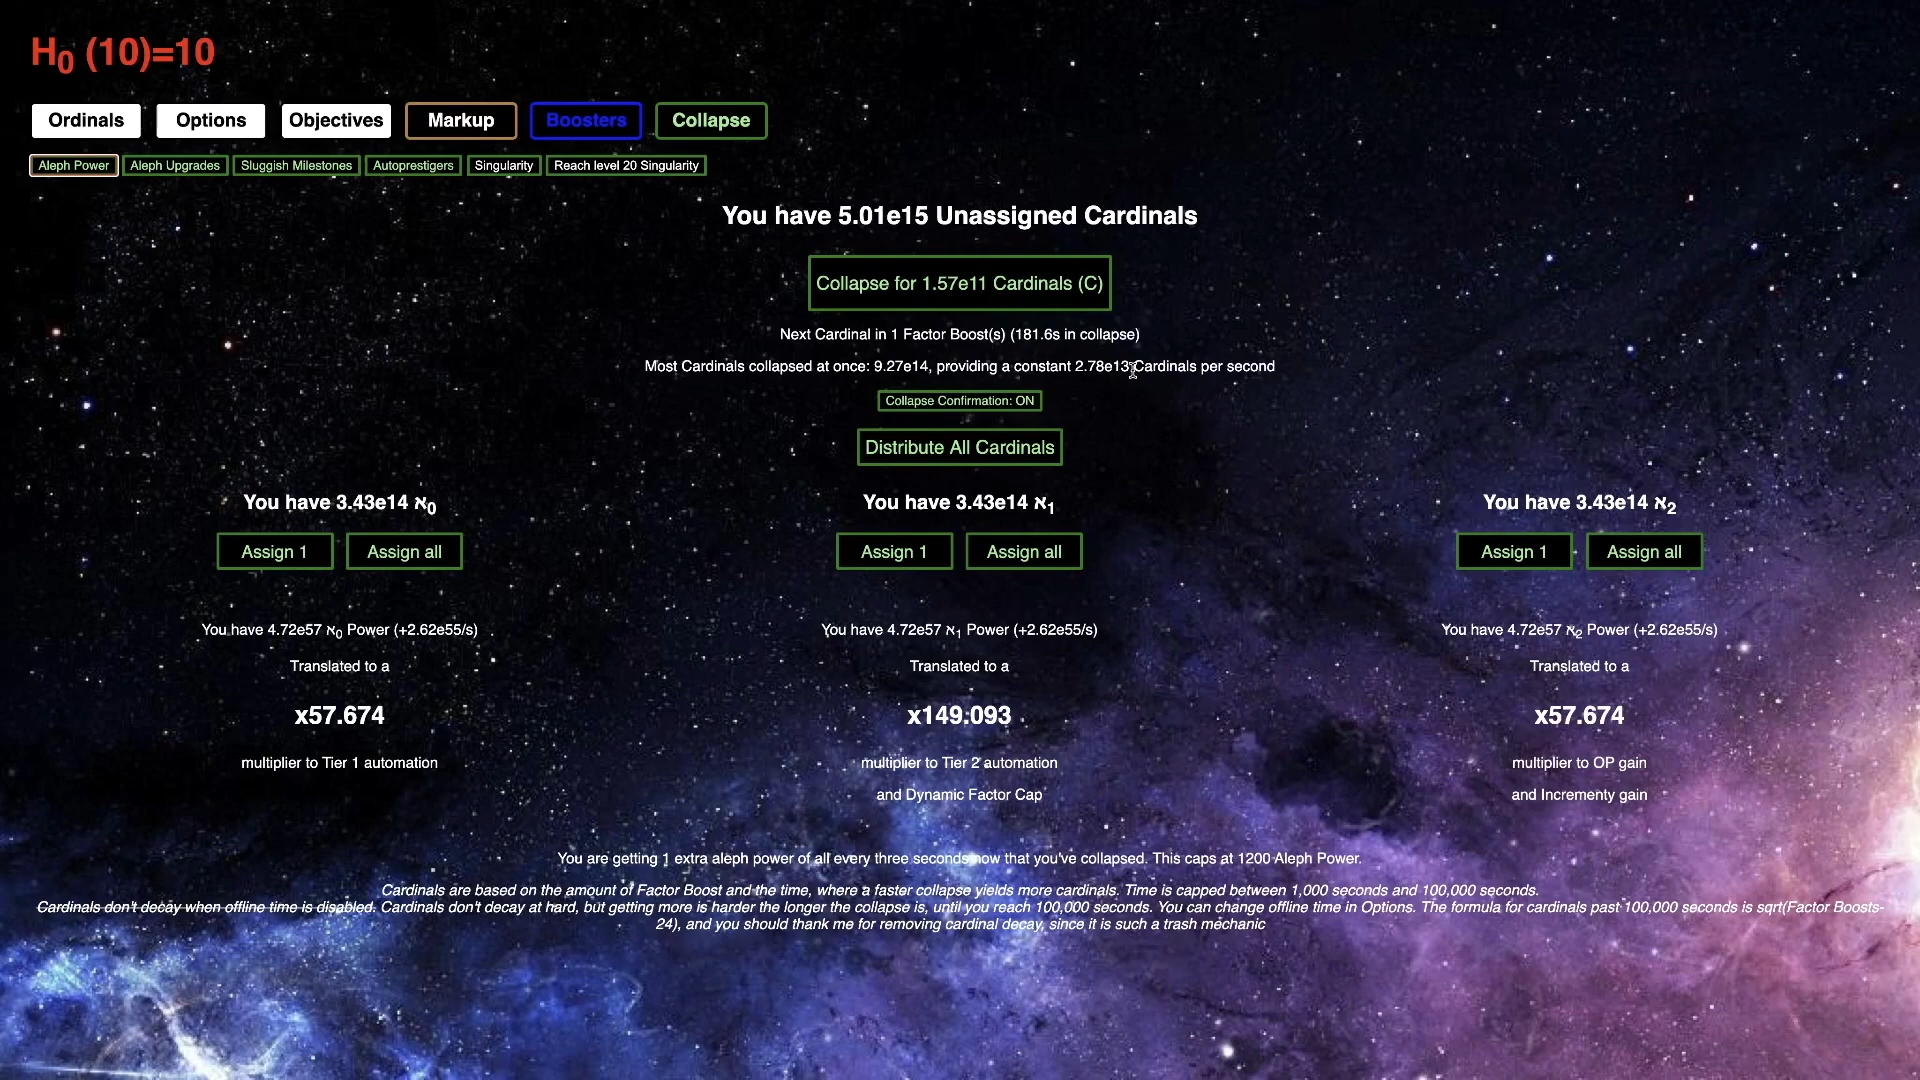 H₀ (10)=10
Ordinals Options Objectives Markup Boosters Collapse
Aleph Power Aleph Upgrades Sluggish Milestones Autoprestigers Singularity Reach level 20 Singularity
You have 5.01e15 Unassigned Cardinals
Collapse for 1.57e11 Cardinals (C)
Next Cardinal in 1 Factor Boost(s) (181.6s in collapse)
Most Cardinals collapsed at once: 9.27e14, providing a constant 2.78e13 Cardinals per second
Collapse Confirmation: ON
Distribute All Cardinals
You have 3.43e14 ℵ₀ You have 3.43e14 ℵ₁ You have 3.43e14 ℵ₂
Assign 1 Assign all Assign 1 Assign all Assign 1 Assign all
You have 4.72e57 ℵ₀ Power (+2.62e55/s) You have 4.72e57 ℵ₁ Power (+2.62e55/s) You have 4.72e57 ℵ₂ Power (+2.62e55/s)
Translated to a Translated to a Translated to a
x57.674 x149.093 x57.674
multiplier to Tier 1 automation multiplier to Tier 2 automation multiplier to OP gain
and Dynamic Factor Cap and Incrementy gain
You are getting 1 extra aleph power of all every three seconds now that you've collapsed. This caps at 1200 Aleph Power.
Cardinals are based on the amount of Factor Boost and the time, where a faster collapse yields more cardinals. Time is capped between 1,000 seconds and 100,000 seconds.
Cardinals don't decay when offline time is disabled. Cardinals don't decay at hard, but getting more is harder the longer the collapse is, until you reach 100,000 seconds. You can change offline time in Options. The formula for cardinals past 100,000 seconds is sqrt(Factor Boosts-
24), and you should thank me for removing cardinal decay, since it is such a trash mechanic